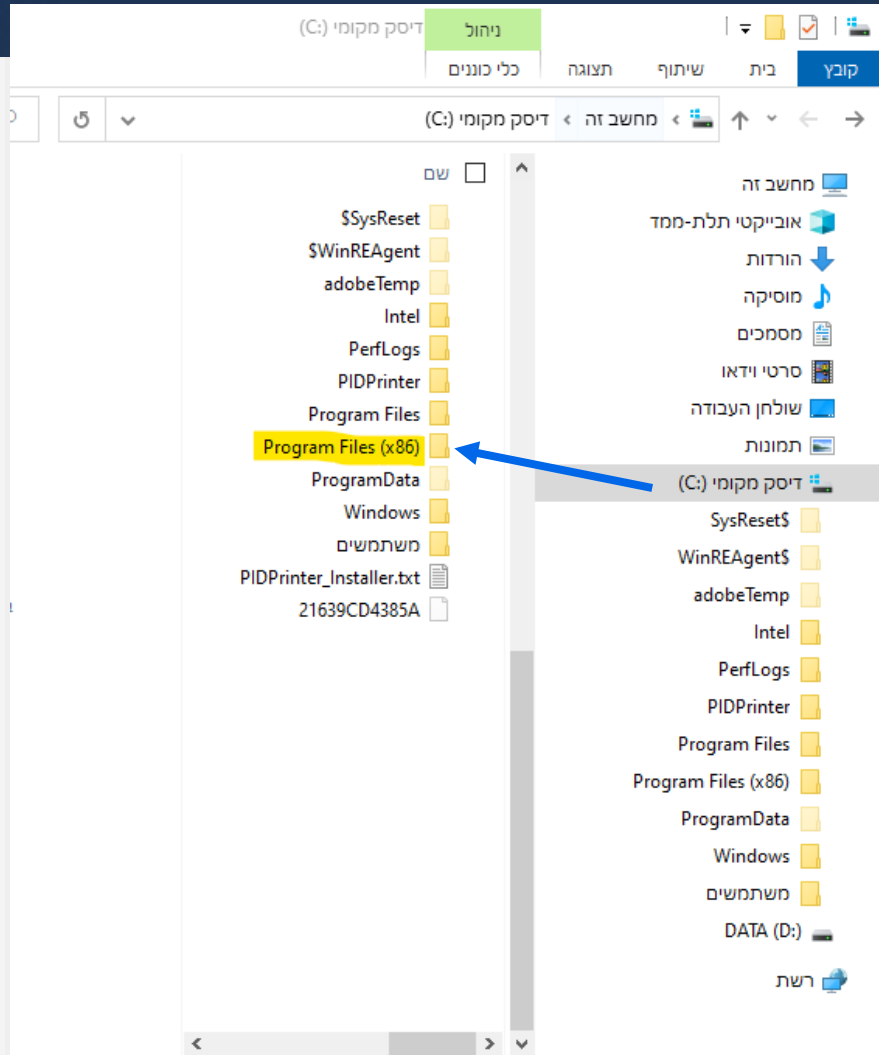 ניהול
דיסק מקומי (C:)
קובץ
בית
שיתוף
תצוגה
כלי כוננים
מחשב זה › דיסק מקומי (C:)
מחשב זה
אובייקטי תלת-ממד
הורדות
מוסיקה
מסמכים
סרטי וידאו
שולחן העבודה
תמונות
דיסק מקומי (C:)
SysReset$
WinREAgent$
adobeTemp
Intel
PerfLogs
PIDPrinter
Program Files
Program Files (x86)
ProgramData
Windows
משתמשים
DATA (D:)
רשת
שם
$SysReset
$WinREAgent
adobeTemp
Intel
PerfLogs
PIDPrinter
Program Files
Program Files (x86)
ProgramData
Windows
משתמשים
PIDPrinter_Installer.txt
21639CD4385A